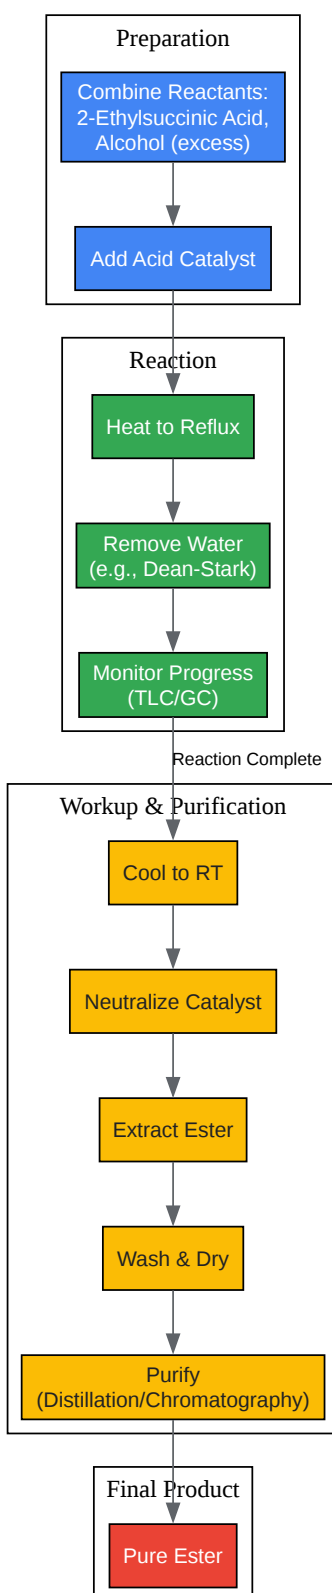 Preparation
Combine Reactants:
2-Ethylsuccinic Acid,
Alcohol (excess)
Add Acid Catalyst
Reaction
Heat to Reflux
Remove Water
(e.g., Dean-Stark)
Monitor Progress
(TLC/GC)
Reaction Complete
Workup & Purification
Cool to RT
Neutralize Catalyst
Extract Ester
Wash & Dry
Purify
(Distillation/Chromatography)
Final Product
Pure Ester